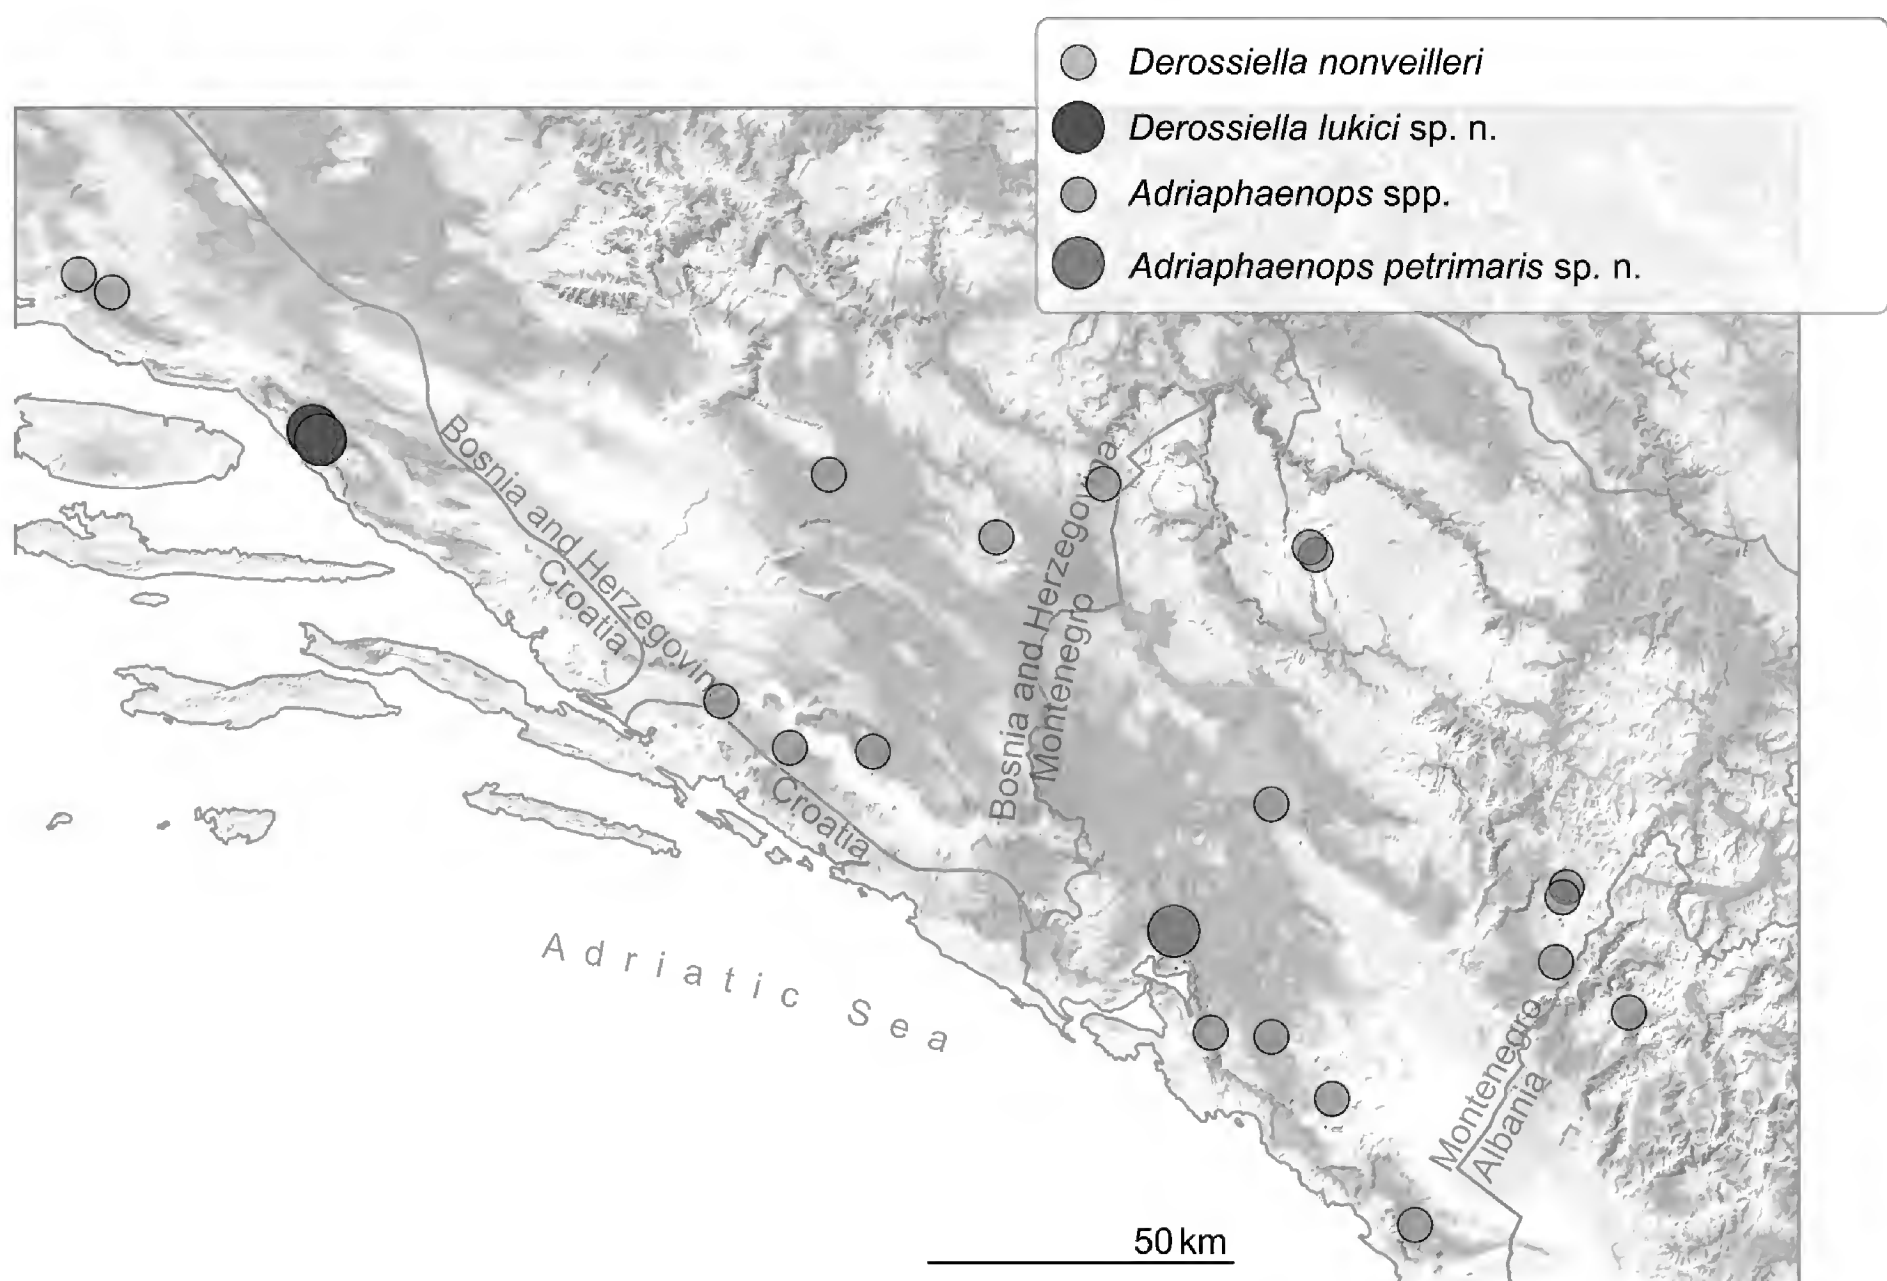 Derossiella nonveilleri
Derossiella lukici sp. n.
Adriaphaenops spp.
Adriaphaenops petrimaris sp. n.
Bosnia and Herzegovina
Croatia
Bosnia and Herzegovina
Montenegro
Croatia
Adriatic Sea
Montenegro
Albania
50 km